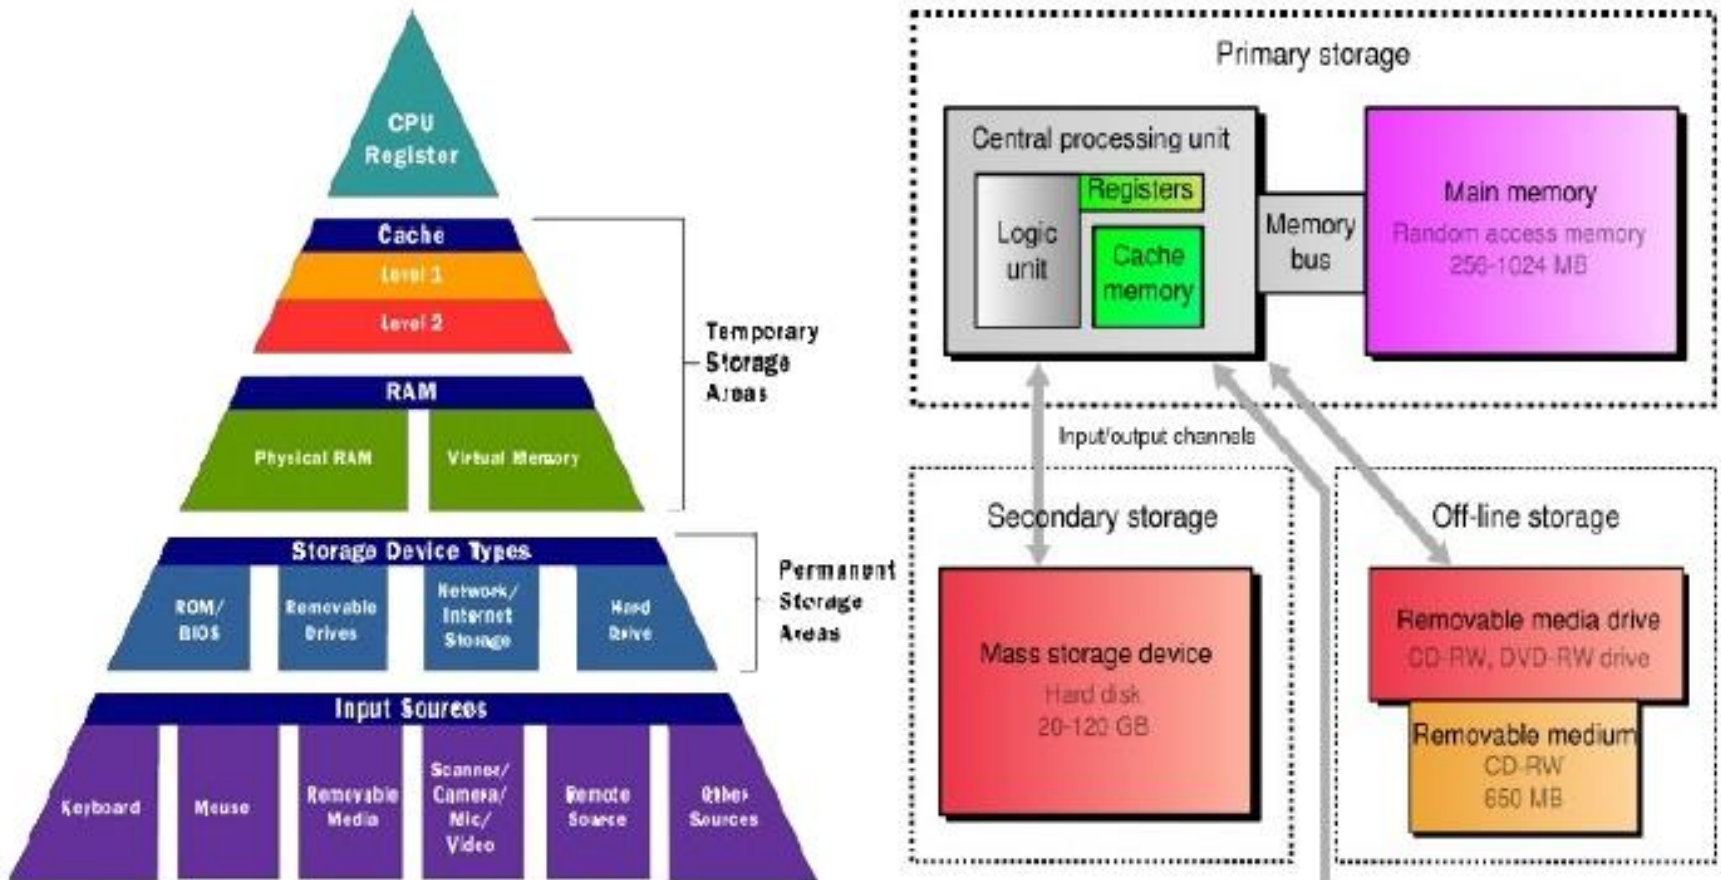 CPU
Register
Cache
Level 1
Level 2
Temporary
Storage
Areas
RAM
Physical RAM
Virtual Memory
Storage Device Types
ROM/
BIOS
Removable
Drives
Network/
Internet
Storage
Hard
Drive
Permanent
Storage
Areas
Input Sources
Keyboard
Mouse
Removable
Media
Scanner/
Camera/
Mic/
Video
Remote
Source
Other
Sources
Primary storage
Central processing unit
Logic
unit
Registers
Cache
memory
Memory
bus
Main memory
Random access memory
256-1024 MB
Input/output channels
Secondary storage
Mass storage device
Hard disk
20-120 GB
Off-line storage
Removable media drive
CD-RW, DVD-RW drive
Removable medium
CD-RW
650 MB